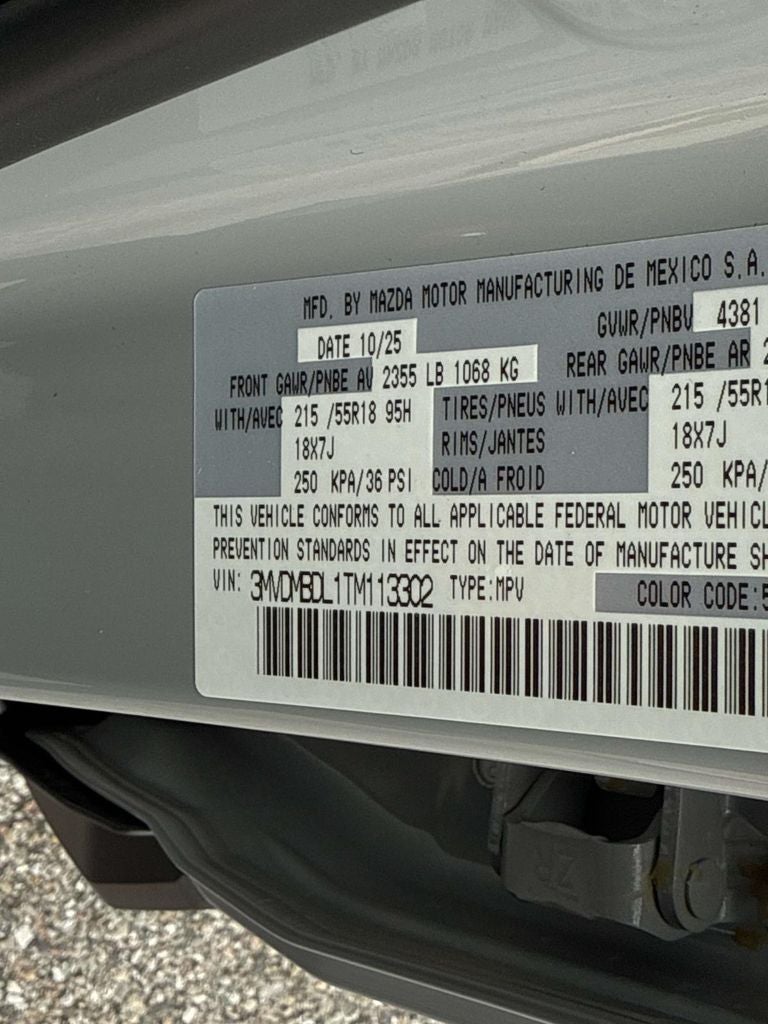 MFD. BY MAZDA MOTOR MANUFACTURING DE MEXICO S.A.
DATE 10/25 GVWR/PNBV 4381
FRONT GAWR/PNBE AV 2355 LB 1068 KG REAR GAWR/PNBE AR
WITH/AVEC 215 /55R18 95H TIRES/PNEUS WITH/AVEC 215 /55R1
18X7J RIMS/JANTES 18X7J
250 KPA/36 PSI COLD/A FROID 250 KPA/
THIS VEHICLE CONFORMS TO ALL APPLICABLE FEDERAL MOTOR VEHICL
PREVENTION STANDARDS IN EFFECT ON THE DATE OF MANUFACTURE SH
VIN: 3MVDMBDL1TM113302 TYPE:MPV COLOR CODE:5